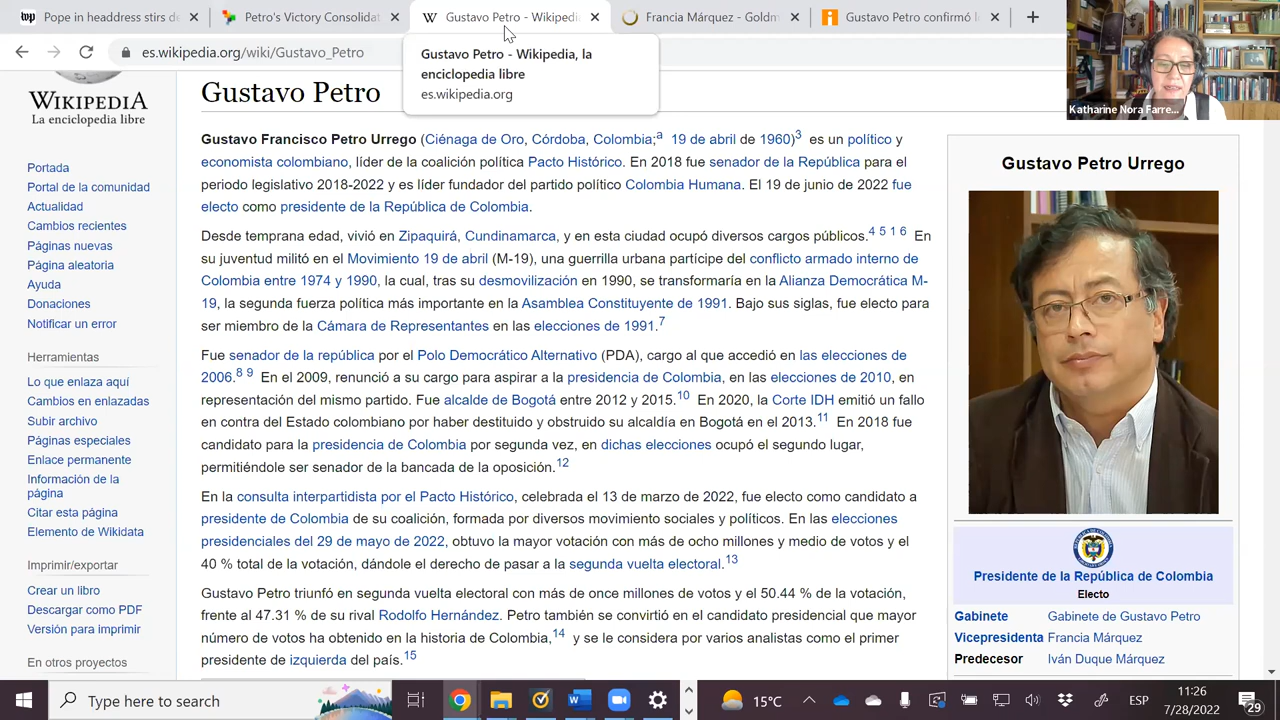 Pope in headdress stirs d
Petro's Victory Consolidat
Gustavo Petro - Wikipedi
Francia Márquez - Goldm
Gustavo Petro confirmó l
es.wikipedia.org/wiki/Gustavo_Petro
Gustavo Petro - Wikipedia, la
enciclopedia libre
es.wikipedia.org
Katharine Nora Farre...
WIKIPEDIA
La enciclopedia libre
Portada
Portal de la comunidad
Actualidad
Cambios recientes
Páginas nuevas
Página aleatoria
Ayuda
Donaciones
Notificar un error
Herramientas
Lo que enlaza aquí
Cambios en enlazadas
Subir archivo
Páginas especiales
Enlace permanente
Información de la
página
Citar esta página
Elemento de Wikidata
Imprimir/exportar
Crear un libro
Descargar como PDF
Versión para imprimir
En otros proyectos
Gustavo Petro
Gustavo Francisco Petro Urrego (Ciénaga de Oro, Córdoba, Colombia;a 19 de abril de 1960)3 es un político y
economista colombiano, líder de la coalición política Pacto Histórico. En 2018 fue senador de la República para el
periodo legislativo 2018-2022 y es líder fundador del partido político Colombia Humana. El 19 de junio de 2022 fue
electo como presidente de la República de Colombia.
Desde temprana edad, vivió en Zipaquirá, Cundinamarca, y en esta ciudad ocupó diversos cargos públicos.4 5 1 6 En
su juventud militó en el Movimiento 19 de abril (M-19), una guerrilla urbana partícipe del conflicto armado interno de
Colombia entre 1974 y 1990, la cual, tras su desmovilización en 1990, se transformaría en la Alianza Democrática M-
19, la segunda fuerza política más importante en la Asamblea Constituyente de 1991. Bajo sus siglas, fue electo para
ser miembro de la Cámara de Representantes en las elecciones de 1991.7
Fue senador de la república por el Polo Democrático Alternativo (PDA), cargo al que accedió en las elecciones de
2006.8 9 En el 2009, renunció a su cargo para aspirar a la presidencia de Colombia, en las elecciones de 2010, en
representación del mismo partido. Fue alcalde de Bogotá entre 2012 y 2015.10 En 2020, la Corte IDH emitió un fallo
en contra del Estado colombiano por haber destituido y obstruido su alcaldía en Bogotá en el 2013.11 En 2018 fue
candidato para la presidencia de Colombia por segunda vez, en dichas elecciones ocupó el segundo lugar,
permitiéndole ser senador de la bancada de la oposición.12
En la consulta interpartidista por el Pacto Histórico, celebrada el 13 de marzo de 2022, fue electo como candidato a
presidente de Colombia de su coalición, formada por diversos movimiento sociales y políticos. En las elecciones
presidenciales del 29 de mayo de 2022, obtuvo la mayor votación con más de ocho millones y medio de votos y el
40 % total de la votación, dándole el derecho de pasar a la segunda vuelta electoral.13
Gustavo Petro triunfó en segunda vuelta electoral con más de once millones de votos y el 50.44 % de la votación,
frente al 47.31 % de su rival Rodolfo Hernández. Petro también se convirtió en el candidato presidencial que mayor
número de votos ha obtenido en la historia de Colombia,14 y se le considera por varios analistas como el primer
presidente de izquierda del país.15
Gustavo Petro Urrego
Presidente de la República de Colombia
Electo
Gabinete Gabinete de Gustavo Petro
Vicepresidenta Francia Márquez
Predecesor Iván Duque Márquez
Type here to search
15°C
ESP
11:26
7/28/2022
29